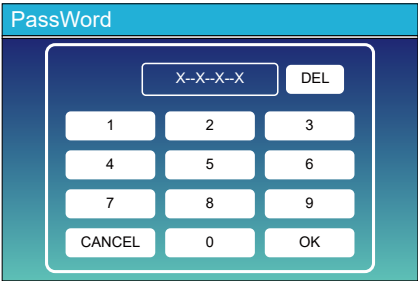 PassWord
X--X--X--X DEL
1 2 3
4 5 6
7 8 9
CANCEL 0 OK